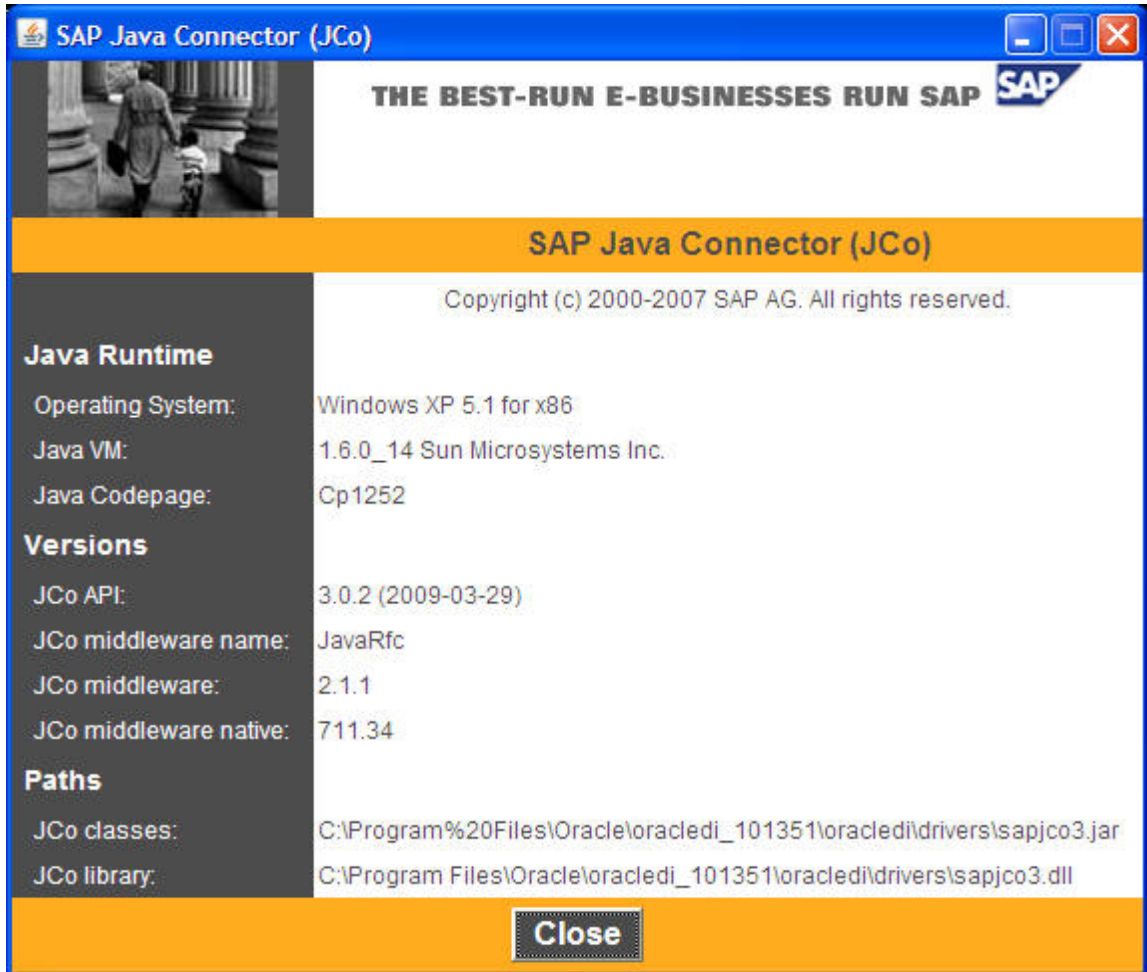 SAP Java Connector (JCo)
THE BEST-RUN E-BUSINESSES RUN SAP SAP
SAP Java Connector (JCo)
Copyright (c) 2000-2007 SAP AG. All rights reserved.
Java Runtime
Operating System: Windows XP 5.1 for x86
Java VM: 1.6.0_14 Sun Microsystems Inc.
Java Codepage: Cp1252
Versions
JCo API: 3.0.2 (2009-03-29)
JCo middleware name: JavaRfc
JCo middleware: 2.1.1
JCo middleware native: 711.34
Paths
JCo classes: C:\Program%20Files\Oracle\oracledi_101351\oracledi\drivers\sapjco3.jar
JCo library: C:\Program Files\Oracle\oracledi_101351\oracledi\drivers\sapjco3.dll
Close